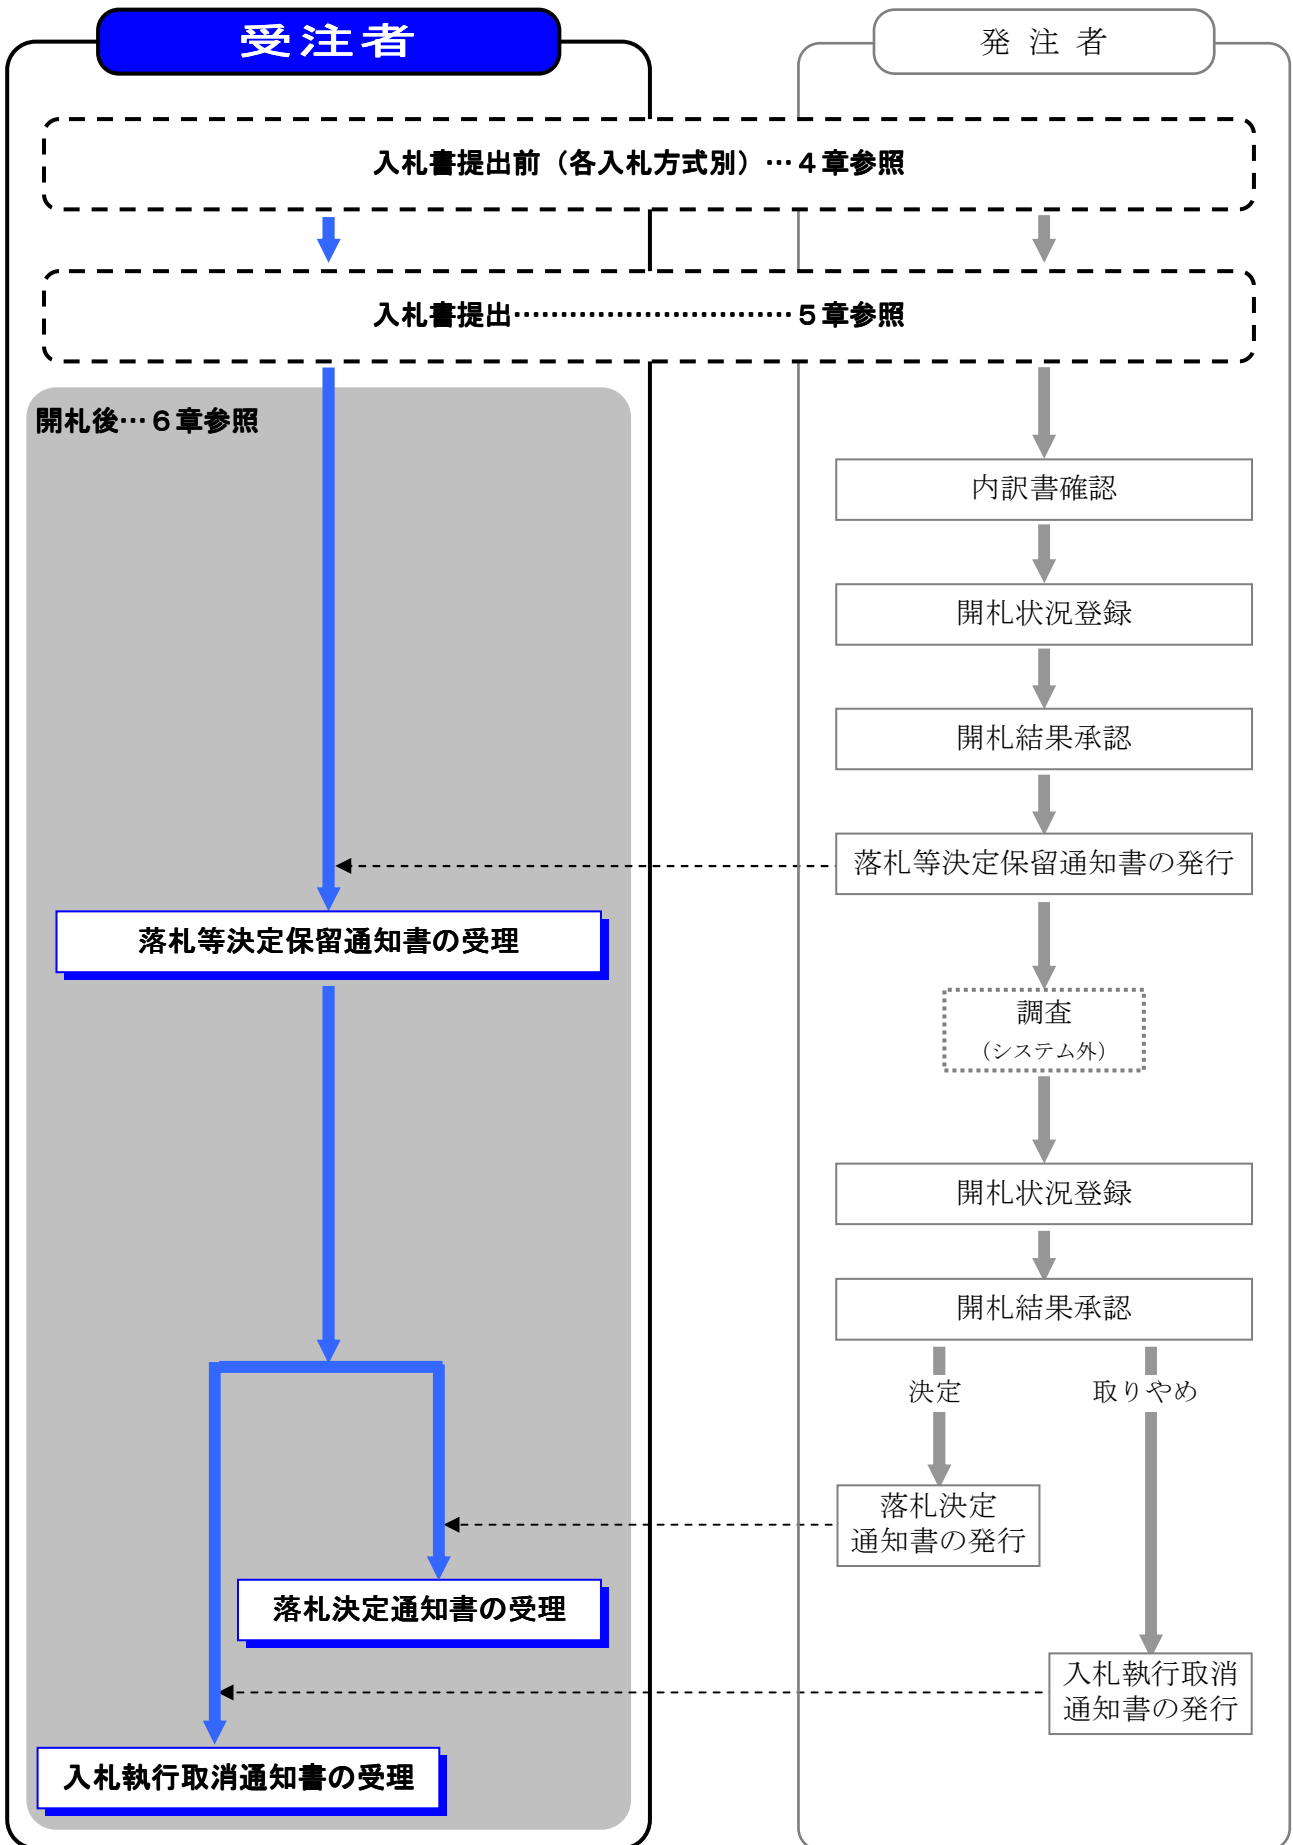 受注者
発 注 者
入札書提出前（各入札方式別）…４章参照
入札書提出…………………………５章参照
開札後…６章参照
内訳書確認
開札状況登録
開札結果承認
落札等決定保留通知書の発行
落札等決定保留通知書の受理
調査
（システム外）
開札状況登録
開札結果承認
決定
取りやめ
落札決定
通知書の発行
落札決定通知書の受理
入札執行取消
通知書の発行
入札執行取消通知書の受理